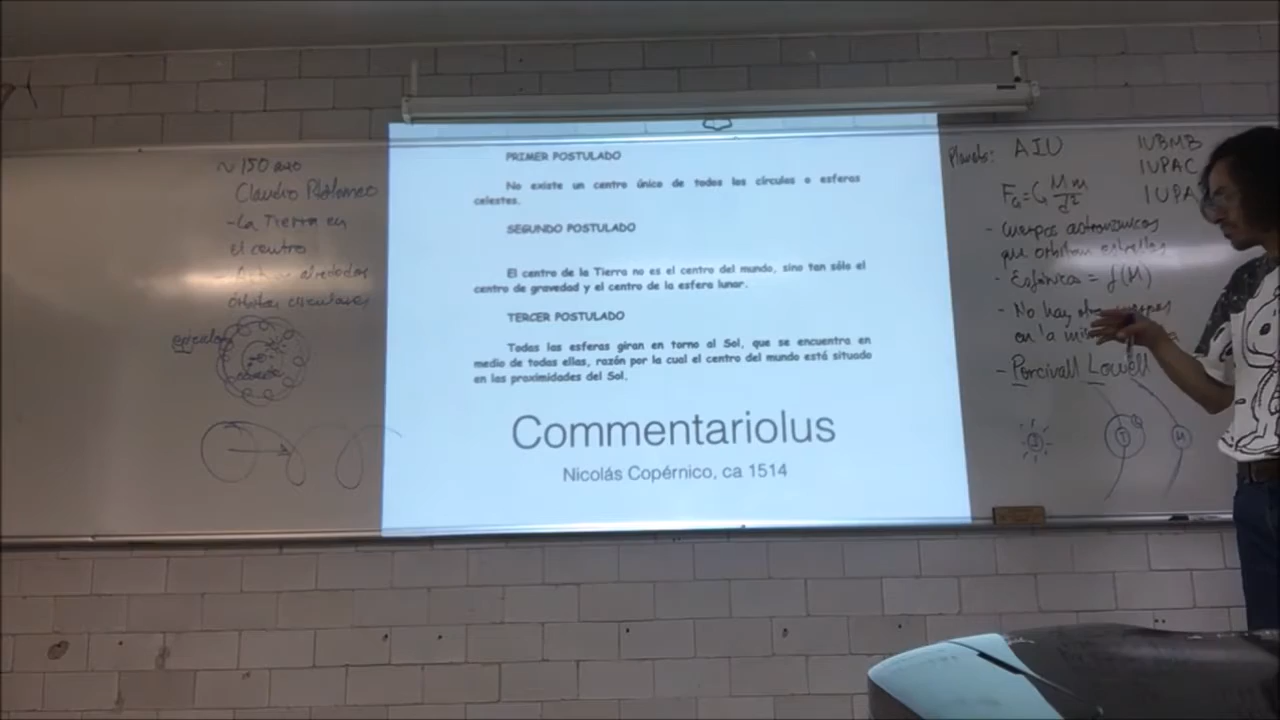 ~ 150 
Claudio Ptolomeo
- La Tierra en
el centro
alrededor
órbitas circulares
PRIMER POSTULADO
No existe un centro único de todos los círculos o esferas
celestes.
SEGUNDO POSTULADO
El centro de la Tierra no es el centro del mundo, sino tan sólo el
centro de gravedad y el centro de la esfera lunar.
TERCER POSTULADO
Todas las esferas giran en torno al Sol, que se encuentra en
medio de todas ellas, razón por la cual el centro del mundo está situado
en las proximidades del Sol.
Commentariolus
Nicolás Copérnico, ca 1514
AIU
IUBMB
IUPAC
IUPA
- Cuerpos astronómicos
que orbitan estrellas
- Esféricos = f(M)
- No hay
en la
- Percivall Lowell
T
M